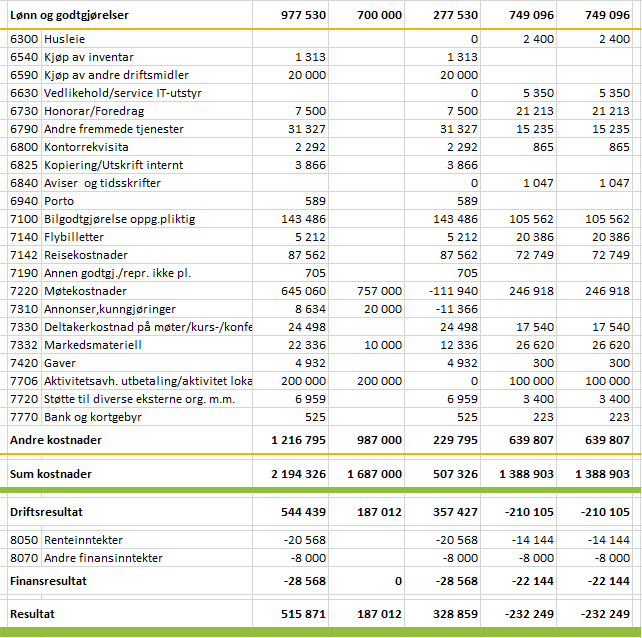 Lønn og godtgjørelser 977 530 700 000 277 530 749 096 749 096
6300 Husleie 0 2 400 2 400
6540 Kjøp av inventar 1 313 1 313
6590 Kjøp av andre driftsmidler 20 000 20 000
6630 Vedlikehold/service IT-utstyr 0 5 350 5 350
6730 Honorar/Foredrag 7 500 7 500 21 213 21 213
6790 Andre fremmede tjenester 31 327 31 327 15 235 15 235
6800 Kontorrekvisita 2 292 2 292 865 865
6825 Kopiering/Utskrift internt 3 866 3 866
6840 Aviser og tidsskrifter 0 1 047 1 047
6940 Porto 589 589
7100 Bilgodtgjørelse oppg.pliktig 143 486 143 486 105 562 105 562
7140 Flybilletter 5 212 5 212 20 386 20 386
7142 Reisekostnader 87 562 87 562 72 749 72 749
7190 Annen godtgj./repr. ikke pl. 705 705
7220 Møtekostnader 645 060 757 000 -111 940 246 918 246 918
7310 Annonser,kunngjøringer 8 634 20 000 -11 366
7330 Deltakerkostnad på møter/kurs-/konfe 24 498 24 498 17 540 17 540
7332 Markedsmateriell 22 336 10 000 12 336 26 620 26 620
7420 Gaver 4 932 4 932 300 300
7706 Aktivitetsavh. utbetaling/aktivitet loka 200 000 200 000 0 100 000 100 000
7720 Støtte til diverse eksterne org. m.m. 6 959 6 959 3 400 3 400
7770 Bank og kortgebyr 525 525 223 223
Andre kostnader 1 216 795 987 000 229 795 639 807 639 807
Sum kostnader 2 194 326 1 687 000 507 326 1 388 903 1 388 903
Driftsresultat 544 439 187 012 357 427 -210 105 -210 105
8050 Renteinntekter -20 568 -20 568 -14 144 -14 144
8070 Andre finansinntekter -8 000 -8 000 -8 000 -8 000
Finansresultat -28 568 0 -28 568 -22 144 -22 144
Resultat 515 871 187 012 328 859 -232 249 -232 249